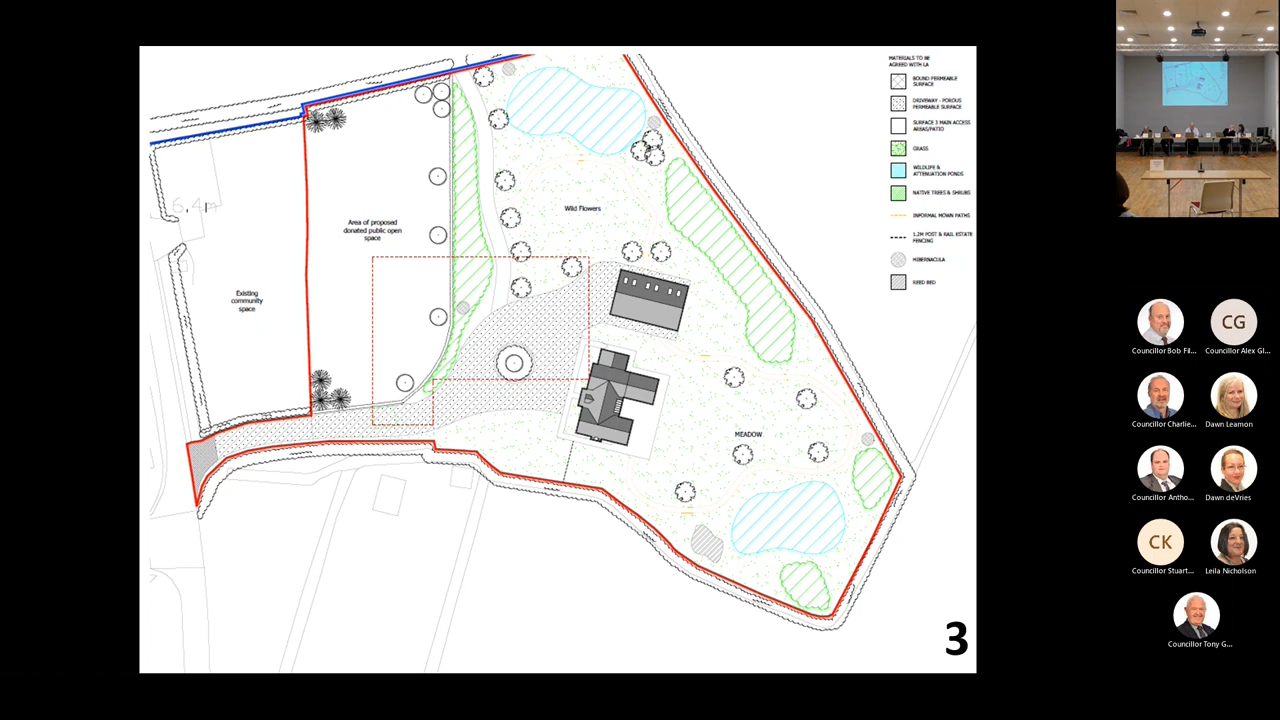 MATERIALS TO BE
AGREED WITH LA
BOUND PERMEABLE
SURFACE
DRIVEWAY - POROUS
PERMEABLE SURFACE
SURFACE 3 MAIN ACCESS
AREAS/PATIO
GRASS
WILDLIFE &
ATTENUATION PONDS
NATIVE TREES & SHRUBS
INFORMAL MOWN PATHS
1.2M POST & RAIL ESTATE
FENCING
HIBERNACULA
REED BED
6.4m
Wild Flowers
Area of proposed
donated public open
space
Existing
community
space
MEADOW
3
CG
Councillor Bob Fil...
Councillor Alex Gl...
Councillor Charlie...
Dawn Leamon
Councillor Antho...
Dawn deVries
CK
Councillor Stuart...
Leila Nicholson
Councillor Tony G...